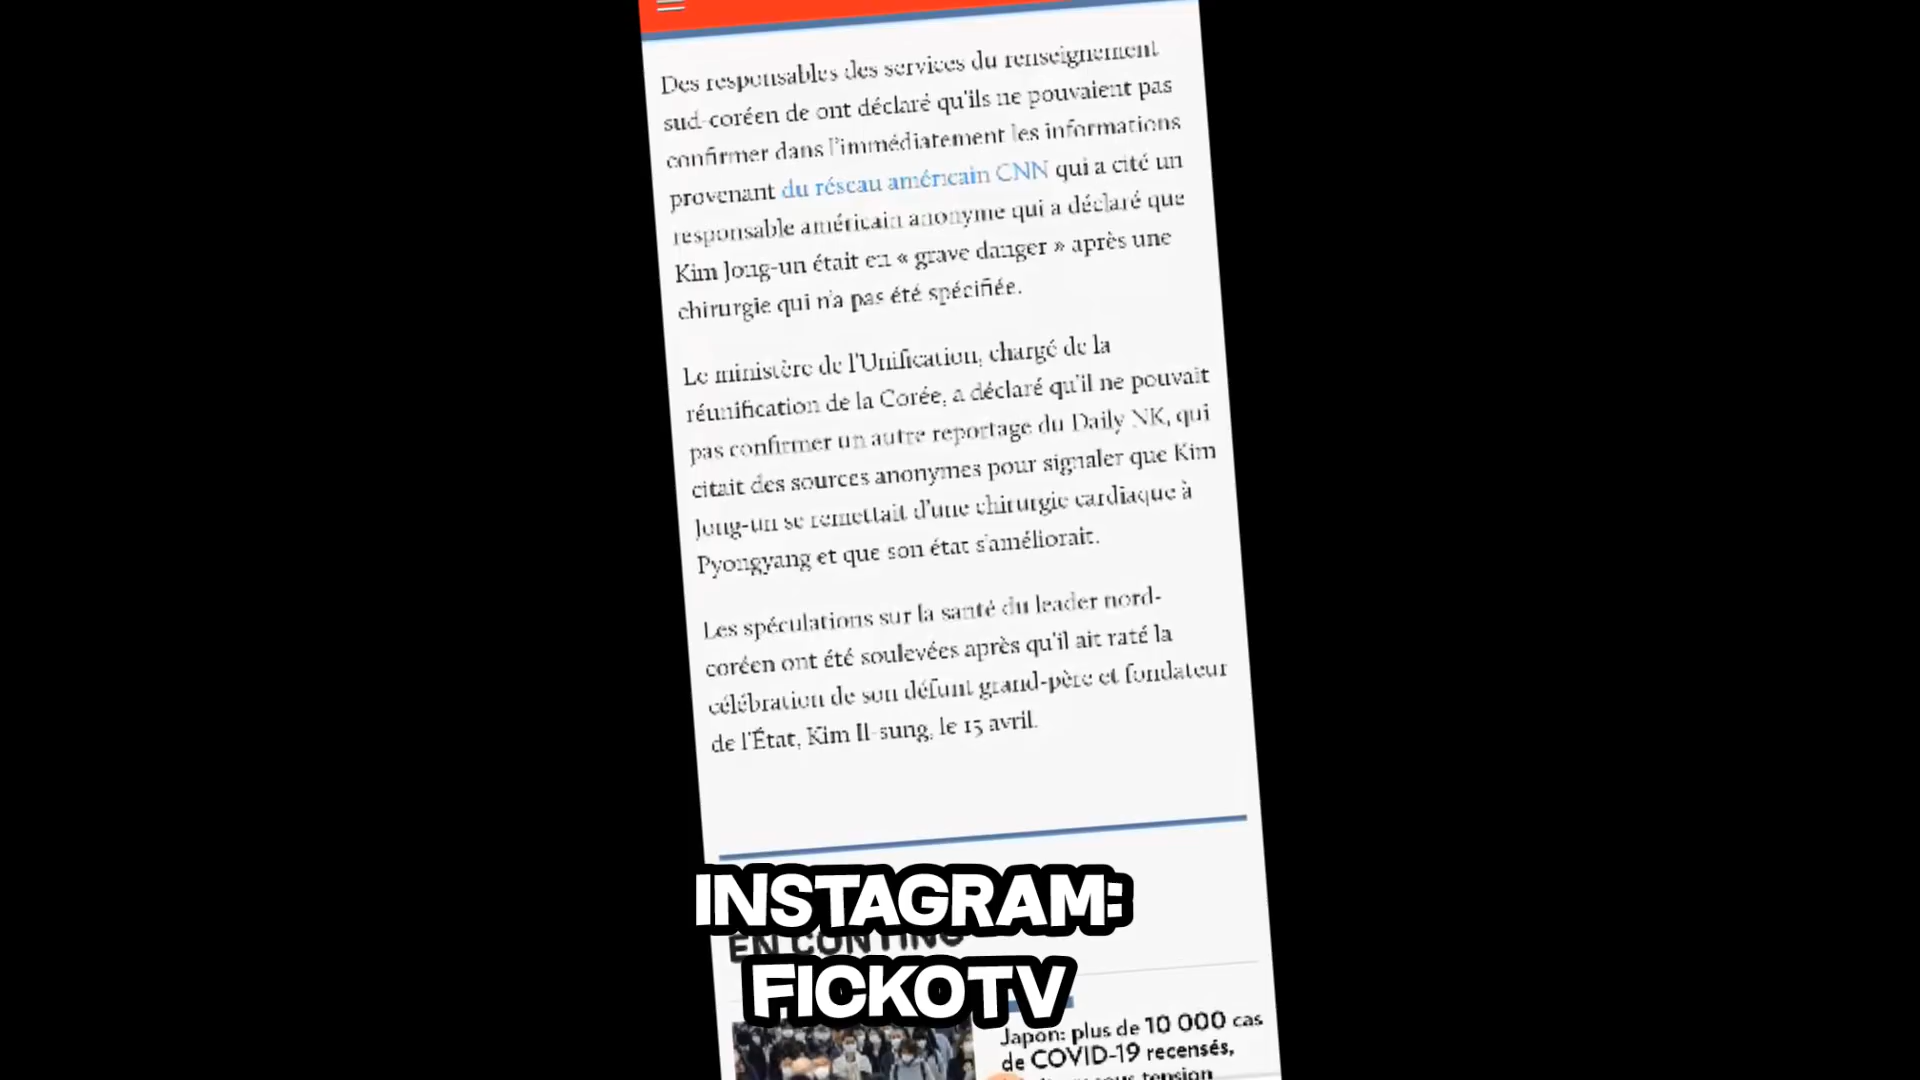 Des responsables des services du renseignement
sud-coréen de ont déclaré qu'ils ne pouvaient pas
confirmer dans l'immédiatement les informations
provenant du réseau américain CNN qui a cité un
responsable américain anonyme qui a déclaré que
Kim Jong-un était en « grave danger » après une
chirurgie qui n'a pas été spécifiée.
Le ministère de l'Unification, chargé de la
réunification de la Corée, a déclaré qu'il ne pouvait
pas confirmer un autre reportage du Daily NK, qui
citait des sources anonymes pour signaler que Kim
Jong-un se remettait d'une chirurgie cardiaque à
Pyongyang et que son état s'améliorait.
Les spéculations sur la santé du leader nord-
coréen ont été soulevées après qu'il ait raté la
célébration de son défunt grand-père et fondateur
de l'État, Kim Il-sung, le 15 avril.
INSTAGRAM:
EN CONTINU
FICKOTV
Japon: plus de 10 000 cas
de COVID-19 recensés,
sous tension